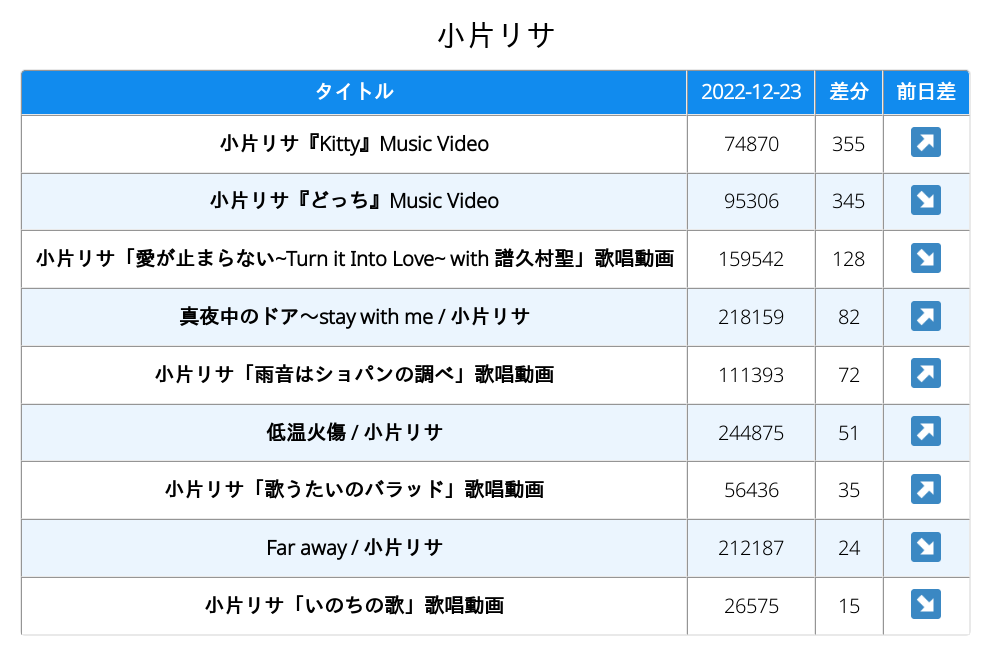 小片リサ
タイトル 2022-12-23 差分 前日差
小片リサ『Kitty』Music Video 74870 355 ↗
小片リサ『どっち』Music Video 95306 345 ↘
小片リサ「愛が止まらない~Turn it Into Love~ with 譜久村聖」歌唱動画 159542 128 ↘
真夜中のドア〜stay with me / 小片リサ 218159 82 ↗
小片リサ「雨音はショパンの調べ」歌唱動画 111393 72 ↗
低温火傷 / 小片リサ 244875 51 ↗
小片リサ「歌うたいのバラッド」歌唱動画 56436 35 ↗
Far away / 小片リサ 212187 24 ↘
小片リサ「いのちの歌」歌唱動画 26575 15 ↘